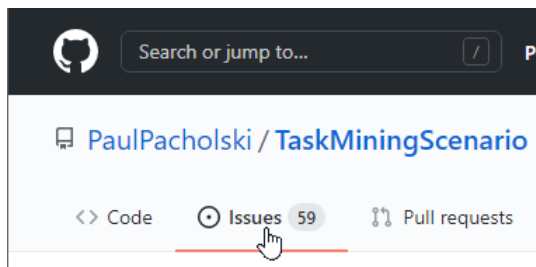 Search or jump to... / P
PaulPacholski / TaskMiningScenario
<> Code Issues 59 Pull requests